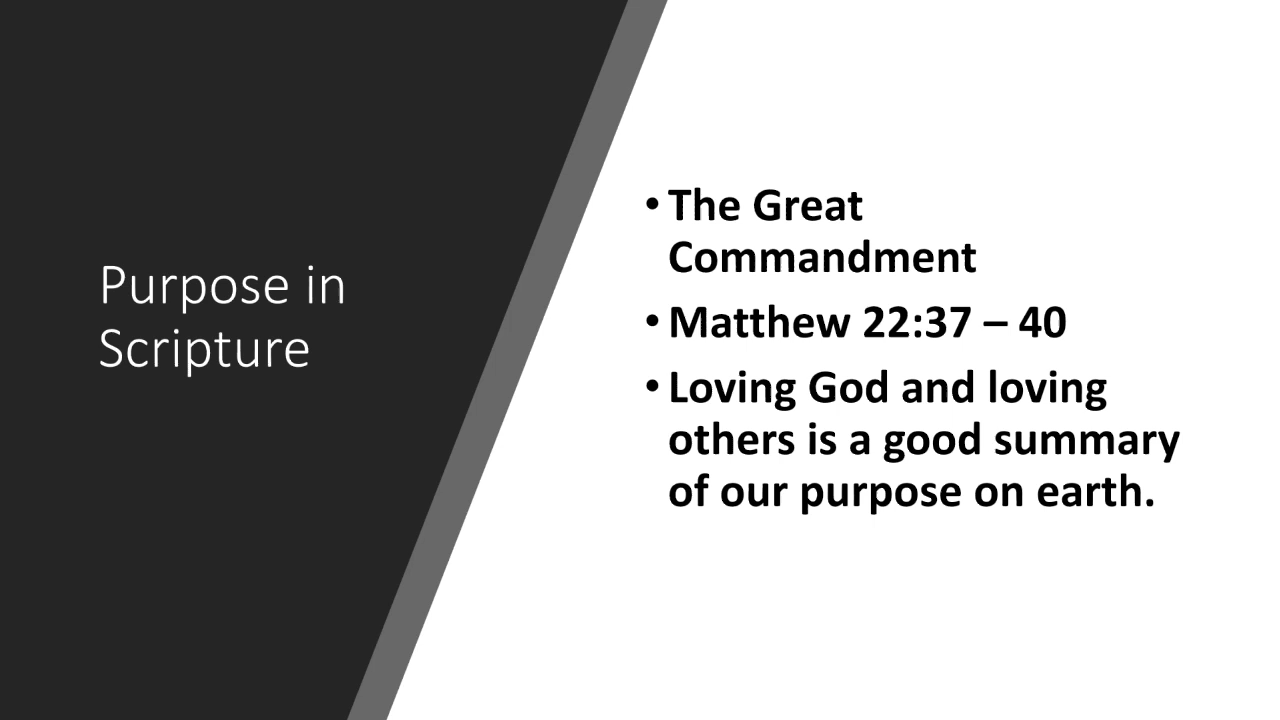 Purpose in
Scripture
• The Great
Commandment
• Matthew 22:37 – 40
• Loving God and loving
others is a good summary
of our purpose on earth.